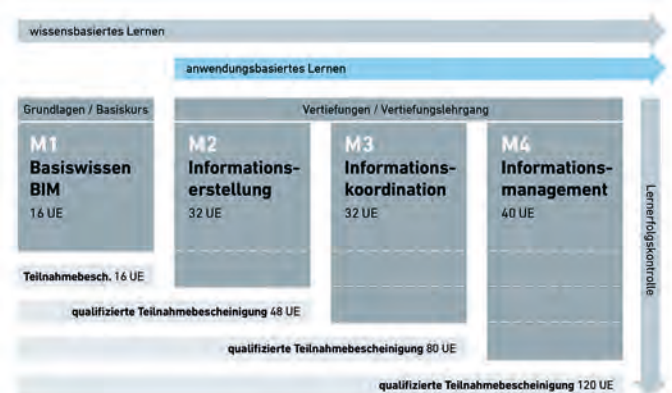 wissensbasiertes Lernen
anwendungsbasiertes Lernen
Grundlagen / Basiskurs
Vertiefungen / Vertiefungslehrgang
M1
Basiswissen
BIM
16 UE
M2
Informations-
erstellung
32 UE
M3
Informations-
koordination
32 UE
M4
Informations-
management
40 UE
Lernerfolgskontrolle
Teilnahmebesch. 16 UE
qualifizierte Teilnahmebescheinigung 48 UE
qualifizierte Teilnahmebescheinigung 80 UE
qualifizierte Teilnahmebescheinigung 120 UE